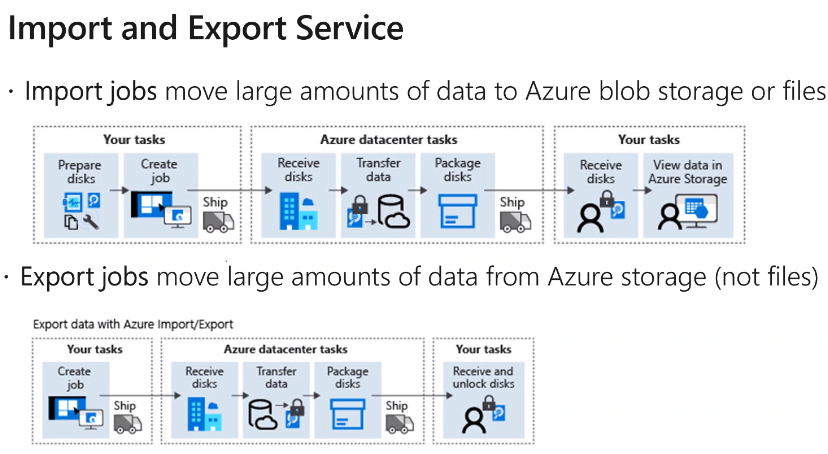 Import and Export Service
· Import jobs move large amounts of data to Azure blob storage or files
Your tasks
Prepare
disks
Create
job
Ship
Azure datacenter tasks
Receive
disks
Transfer
data
Package
disks
Ship
Your tasks
Receive
disks
View data in
Azure Storage
· Export jobs move large amounts of data from Azure storage (not files)
Export data with Azure Import/Export
Your tasks
Create
job
Ship
Azure datacenter tasks
Receive
disks
Transfer
data
Package
disks
Ship
Your tasks
Receive and
unlock disks